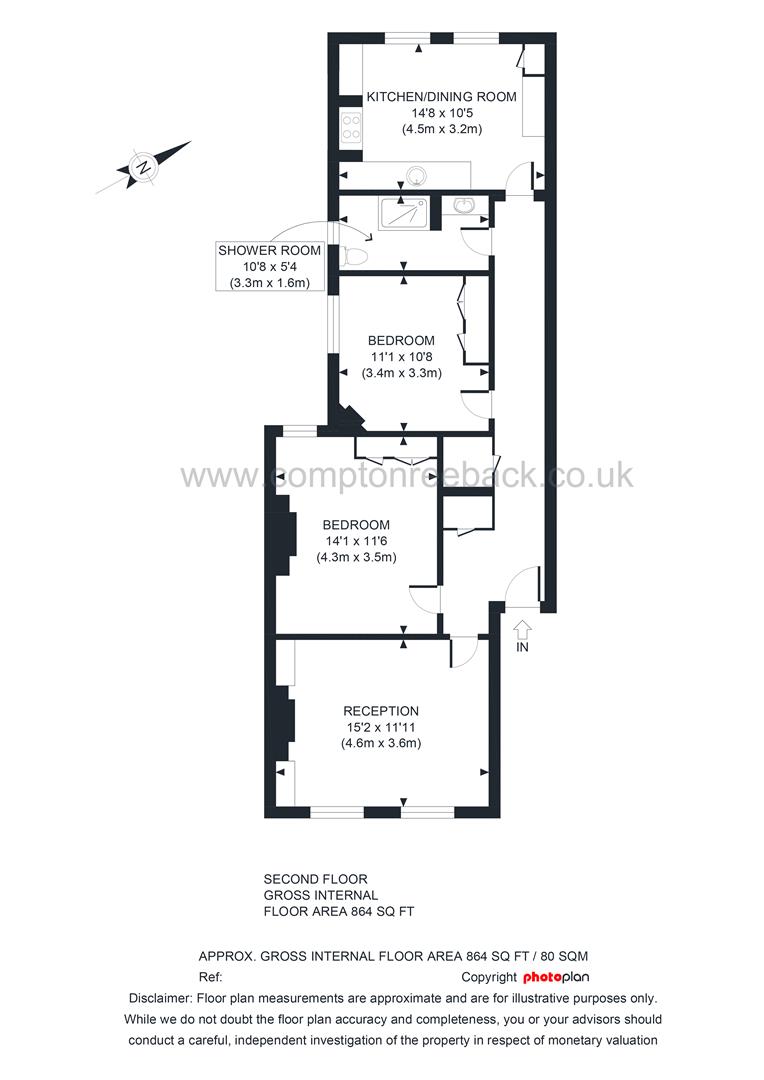 KITCHEN/DINING ROOM
14'8 x 10'5
(4.5m x 3.2m)
N
SHOWER ROOM
10'8 x 5'4
(3.3m x 1.6m)
BEDROOM
11'1 x 10'8
(3.4m x 3.3m)
www.comptonreeback.co.uk
BEDROOM
14'1 x 11'6
(4.3m x 3.5m)
IN
RECEPTION
15'2 x 11'11
(4.6m x 3.6m)
SECOND FLOOR
GROSS INTERNAL
FLOOR AREA 864 SQ FT
APPROX. GROSS INTERNAL FLOOR AREA 864 SQ FT / 80 SQM
Ref:
Copyright photoplan
Disclaimer: Floor plan measurements are approximate and are for illustrative purposes only.
While we do not doubt the floor plan accuracy and completeness, you or your advisors should
conduct a careful, independent investigation of the property in respect of monetary valuation